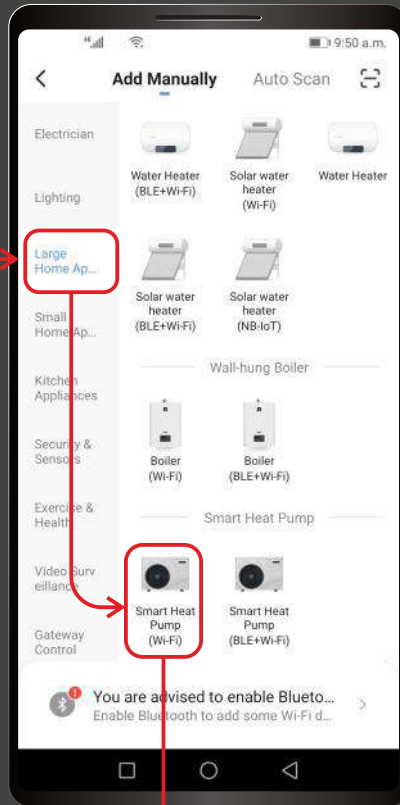 9:50 a.m.
Add Manually
Auto Scan
Electrician
Lighting
Large
Home Ap...
Small
Home Ap...
Kitchen
Appliances
Security &
Sensors
Exercise &
Health
Video Surv
eillance
Gateway
Control
Water Heater
(BLE+Wi-Fi)
Solar water
heater
(Wi-Fi)
Water Heater
Solar water
heater
(BLE+Wi-Fi)
Solar water
heater
(NB-IoT)
Wall-hung Boiler
Boiler
(Wi-Fi)
Boiler
(BLE+Wi-Fi)
Smart Heat Pump
Smart Heat
Pump
(Wi-Fi)
Smart Heat
Pump
(BLE+Wi-Fi)
You are advised to enable Blueto...
Enable Bluetooth to add some Wi-Fi d...